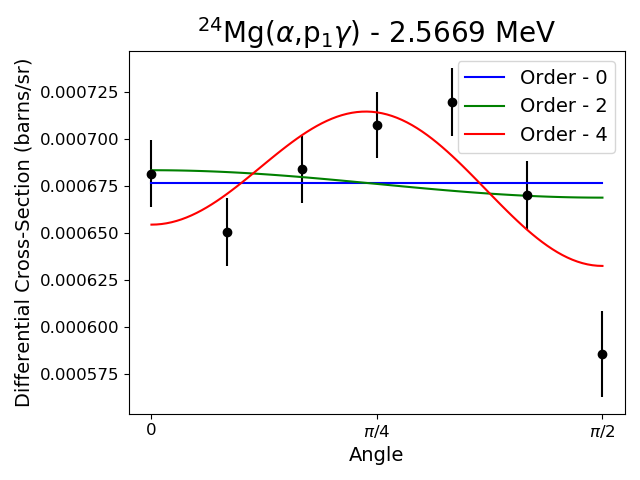 ²⁴Mg(α,p₁γ) - 2.5669 MeV
Differential Cross-Section (barns/sr)
0.000725
0.000700
0.000675
0.000650
0.000625
0.000600
0.000575
Order - 0
Order - 2
Order - 4
0
π/4
π/2
Angle